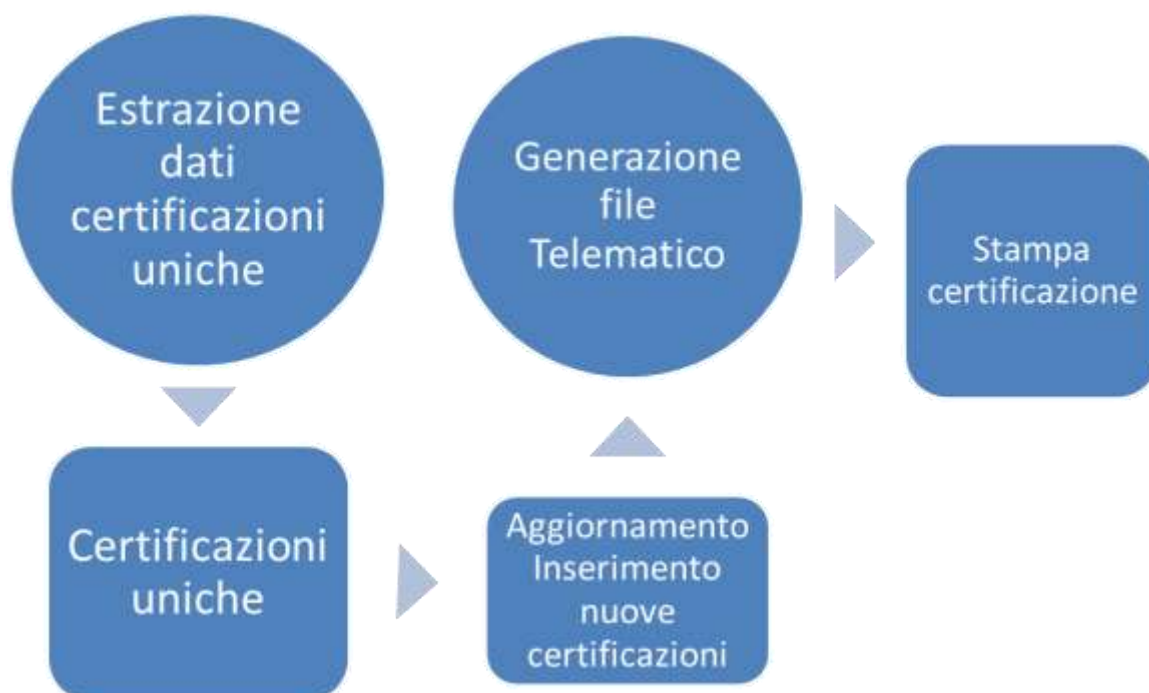 Estrazione
dati
certificazioni
uniche
Certificazioni
uniche
Aggiornamento
Inserimento
nuove
certificazioni
Generazione
file
Telematico
Stampa
certificazione